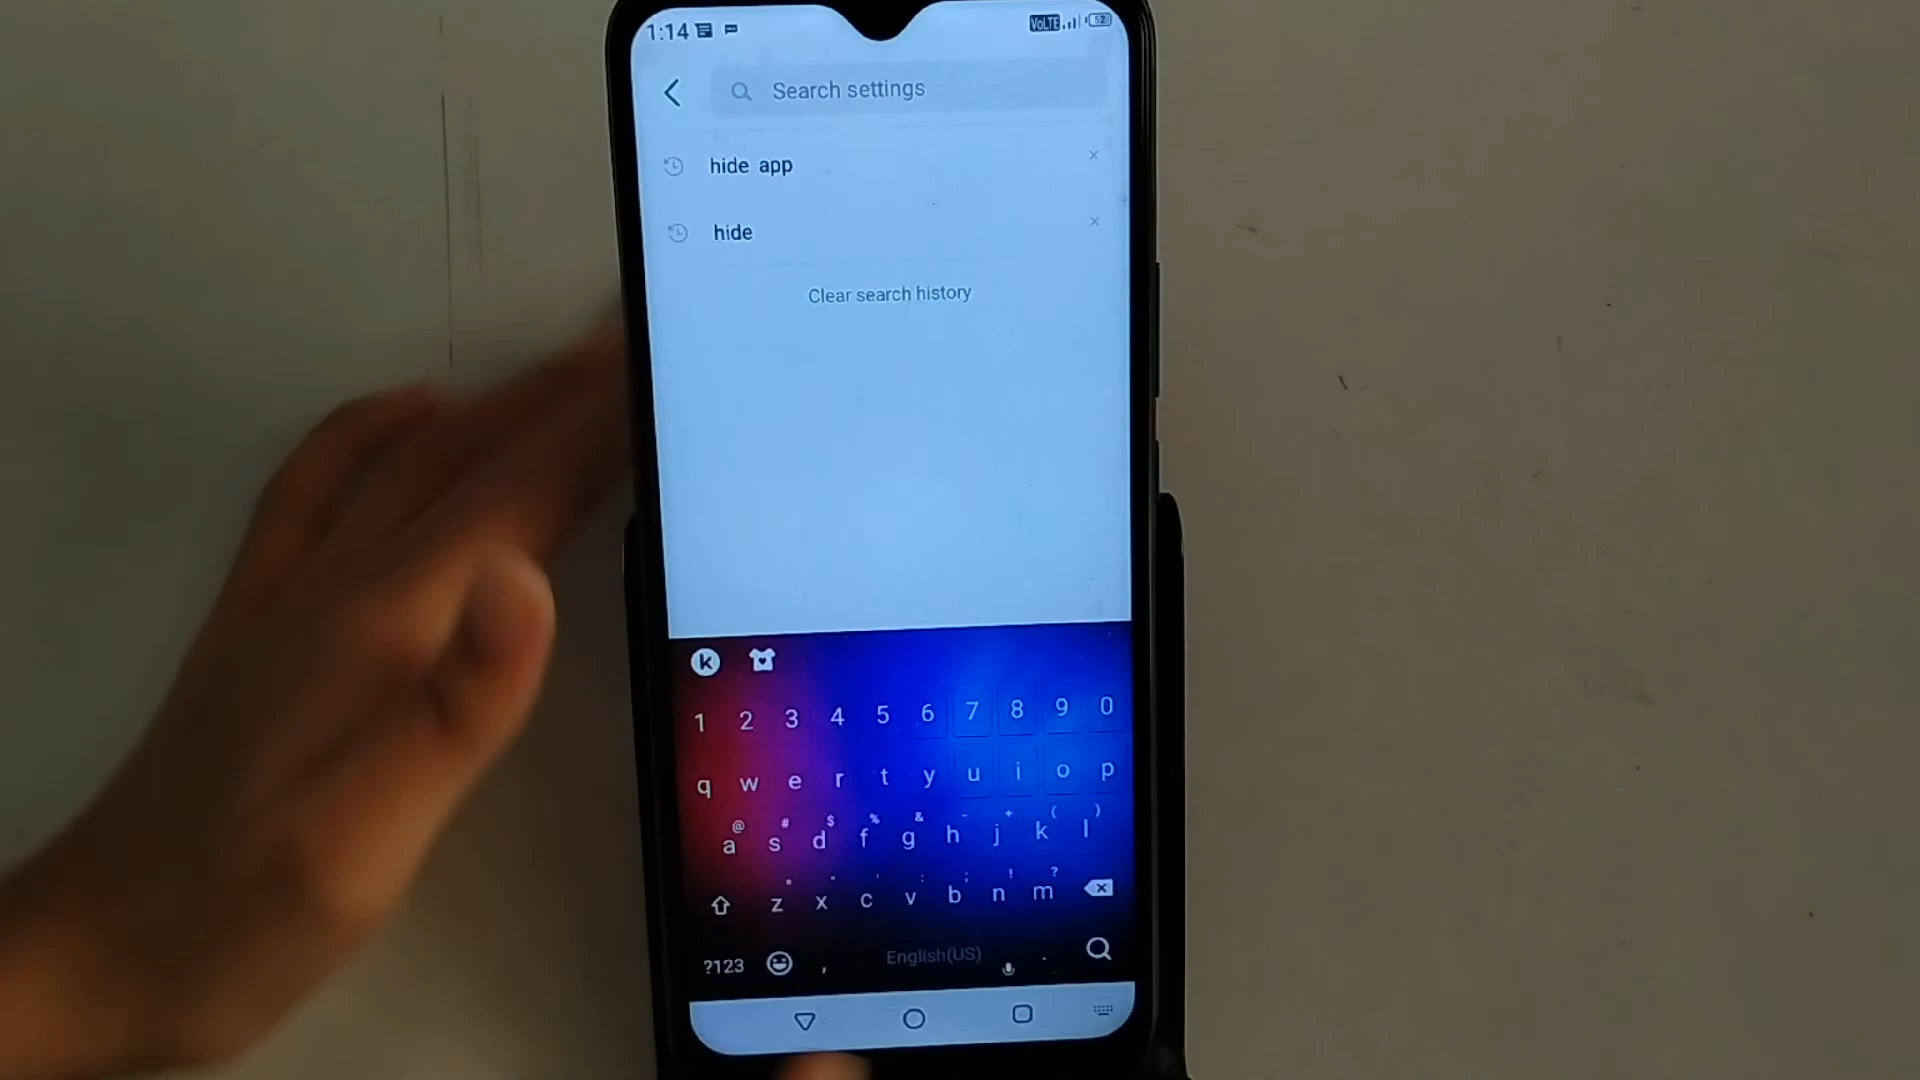 1:14 VoLTE 52
Search settings
hide app
hide
Clear search history
k
1 2 3 4 5 6 7 8 9 0
q w e r t y u i o p
@ # $ % & - + ( )
a s d f g h j k l
* " ' : ; ! ?
z x c v b n m
?123 , English(US) .